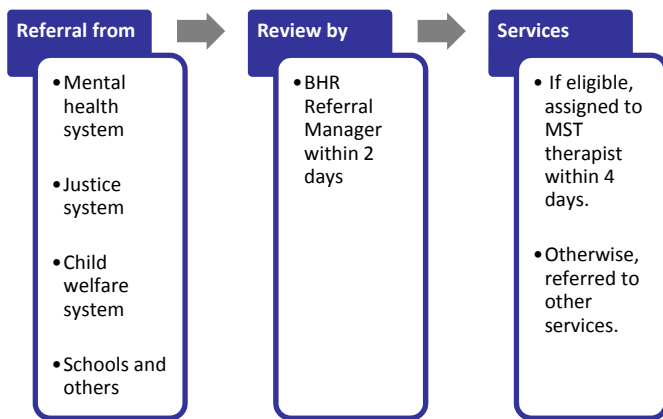 Referral from
•Mental
health
system
•Justice
system
•Child
welfare
system
•Schools and
others
Review by
•BHR
Referral
Manager
within 2
days
Services
• If eligible,
assigned to
MST
therapist
within 4
days.
•Otherwise,
referred to
other
services.